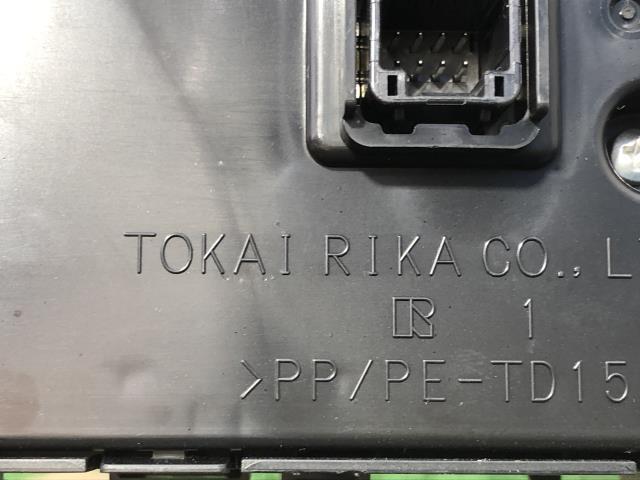 TOKAI RIKA CO., L
R 1
>PP/PE-TD15